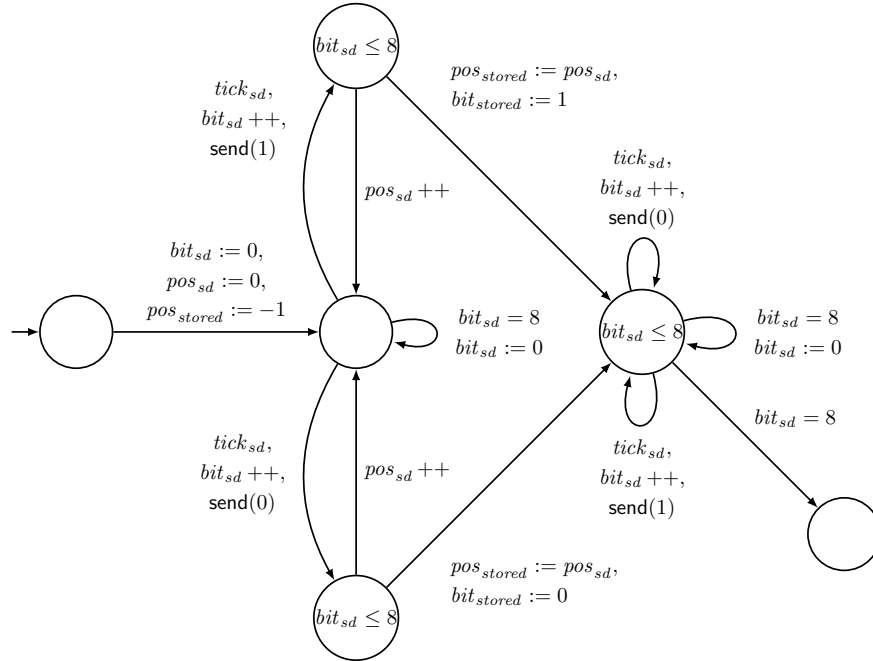 bit_sd ≤ 8
pos_stored := pos_sd,
bit_stored := 1
tick_sd,
bit_sd ++,
send(1)
pos_sd ++
tick_sd,
bit_sd ++,
send(0)
bit_sd := 0,
pos_sd := 0,
pos_stored := −1
bit_sd = 8
bit_sd := 0
bit_sd ≤ 8
bit_sd = 8
bit_sd := 0
tick_sd,
bit_sd ++,
send(0)
pos_sd ++
tick_sd,
bit_sd ++,
send(1)
bit_sd = 8
pos_stored := pos_sd,
bit_stored := 0
bit_sd ≤ 8